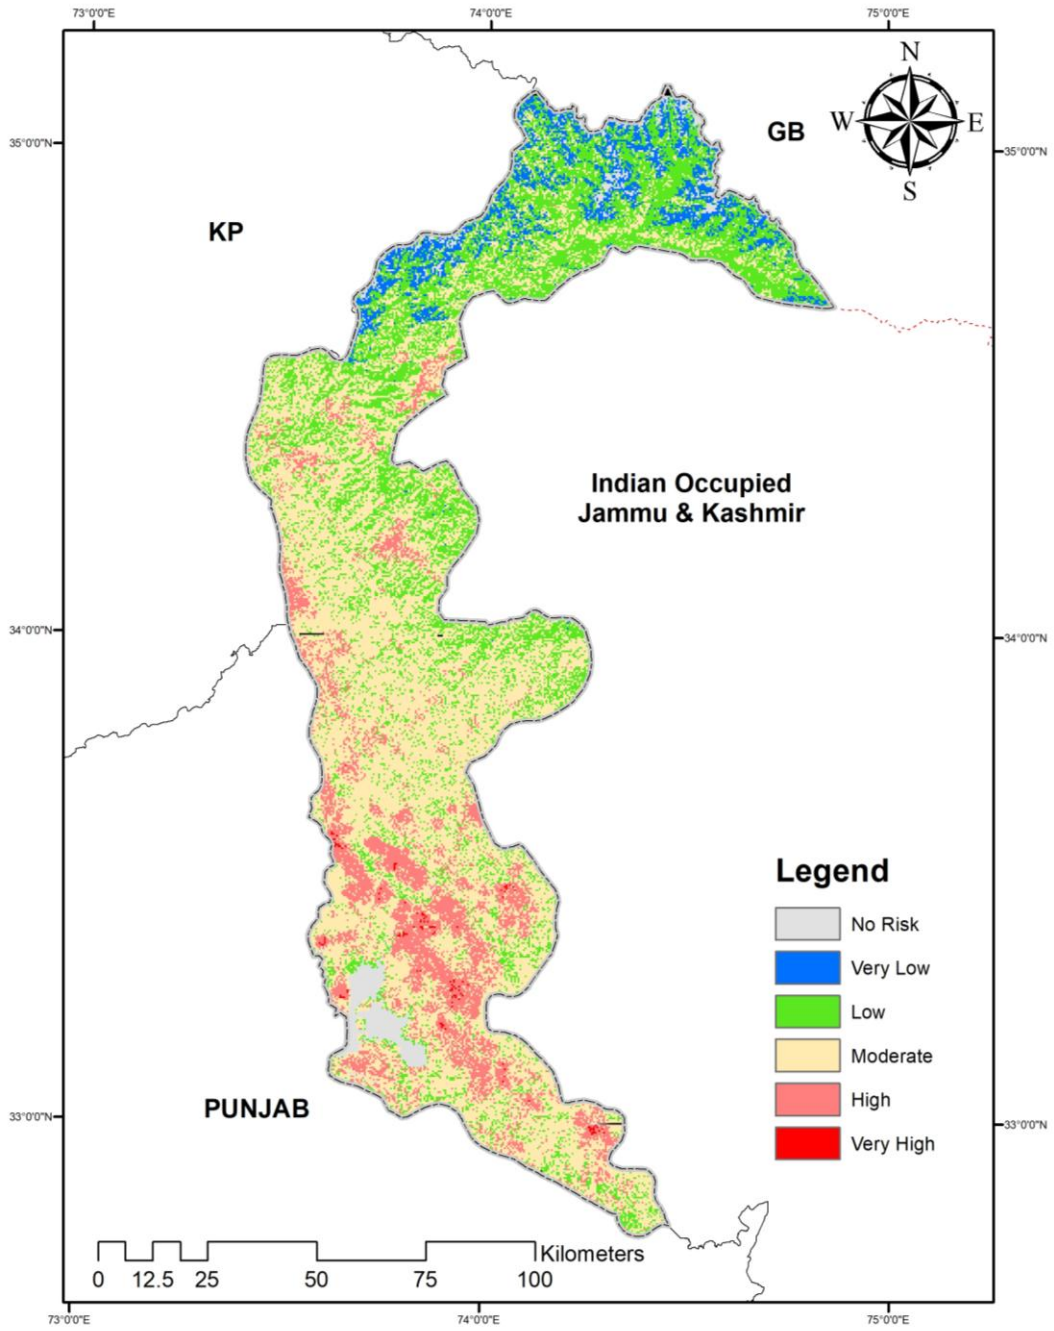 73°0'0"E 74°0'0"E 75°0'0"E
N
W E
S
GB
35°0'0"N 35°0'0"N
KP
Indian Occupied
Jammu & Kashmir
34°0'0"N 34°0'0"N
Legend
No Risk
Very Low
Low
Moderate
High
Very High
PUNJAB
33°0'0"N 33°0'0"N
Kilometers
0 12.5 25 50 75 100
73°0'0"E 74°0'0"E 75°0'0"E